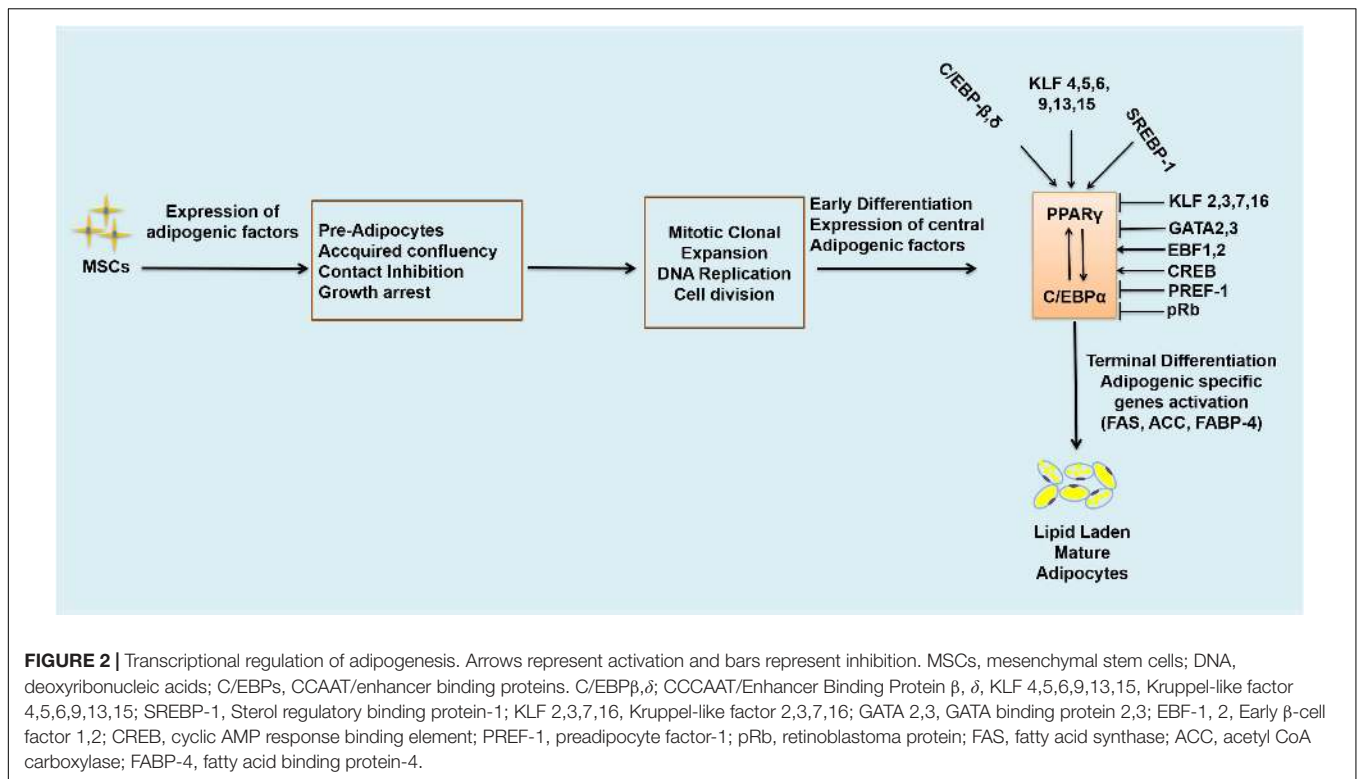 C/EBP-β,δ
KLF 4,5,6,
9,13,15
SREBP-1
MSCs
Expression of
adipogenic factors
Pre-Adipocytes
Accquired confluency
Contact Inhibition
Growth arrest
Mitotic Clonal
Expansion
DNA Replication
Cell division
Early Differentiation
Expression of central
Adipogenic factors
PPARγ
C/EBPα
KLF 2,3,7,16
GATA2,3
EBF1,2
CREB
PREF-1
pRb
Terminal Differentiation
Adipogenic specific
genes activation
(FAS, ACC, FABP-4)
Lipid Laden
Mature
Adipocytes
FIGURE 2 | Transcriptional regulation of adipogenesis. Arrows represent activation and bars represent inhibition. MSCs, mesenchymal stem cells; DNA,
deoxyribonucleic acids; C/EBPs, CCAAT/enhancer binding proteins. C/EBPβ,δ; CCCAAT/Enhancer Binding Protein β, δ, KLF 4,5,6,9,13,15, Kruppel-like factor
4,5,6,9,13,15; SREBP-1, Sterol regulatory binding protein-1; KLF 2,3,7,16, Kruppel-like factor 2,3,7,16; GATA 2,3, GATA binding protein 2,3; EBF-1, 2, Early β-cell
factor 1,2; CREB, cyclic AMP response binding element; PREF-1, preadipocyte factor-1; pRb, retinoblastoma protein; FAS, fatty acid synthase; ACC, acetyl CoA
carboxylase; FABP-4, fatty acid binding protein-4.